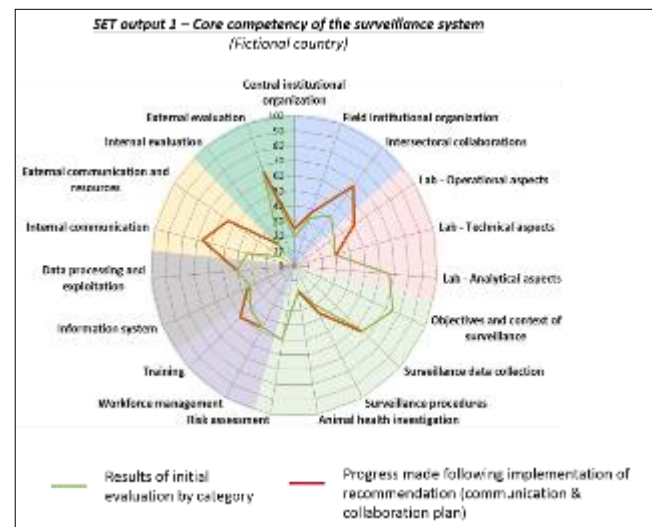 SET output 1 – Core competency of the surveillance system
(Fictional country)
Central institutional
organization
External evaluation
Field institutional organization
Internal evaluation
Intersectoral collaborations
External communication and
resources
Lab - Operational aspects
Internal communication
Lab - Technical aspects
Data processing and
exploitation
Lab - Analytical aspects
Information system
Objectives and context of
surveillance
Training
Surveillance data collection
Workforce management
Surveillance procedures
Risk assessment
Animal health investigation
100
90
80
70
60
50
40
30
20
10
0
Results of initial
evaluation by category
Progress made following implementation of
recommendation (communication &
collaboration plan)